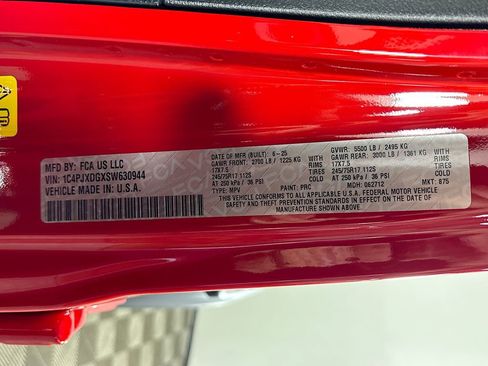 MFD BY: FCA US LLC
VIN: 1C4PJXDGXSW630944
VEHICLE MADE IN U.S.A.
DATE OF MFR (BUILT): 6-25
GAWR FRONT: 2700 LB / 1225 KG
17X7.5 RIMS
245/75R17 112S TIRES
AT 250 kPa / 36 PSI COLD
TYPE: MPV PAINT: PRC
GVWR: 5500 LB / 2495 KG
GAWR REAR: 3000 LB / 1361 KG
17X7.5 RIMS
245/75R17 112S TIRES
AT 250 kPa / 36 PSI COLD
MDH: 062712 MKT: 875
THIS VEHICLE CONFORMS TO ALL APPLICABLE U.S.A. FEDERAL MOTOR
VEHICLE SAFETY, BUMPER, AND THEFT PREVENTION STANDARDS IN EFFECT
ON THE DATE OF MANUFACTURE SHOWN ABOVE.